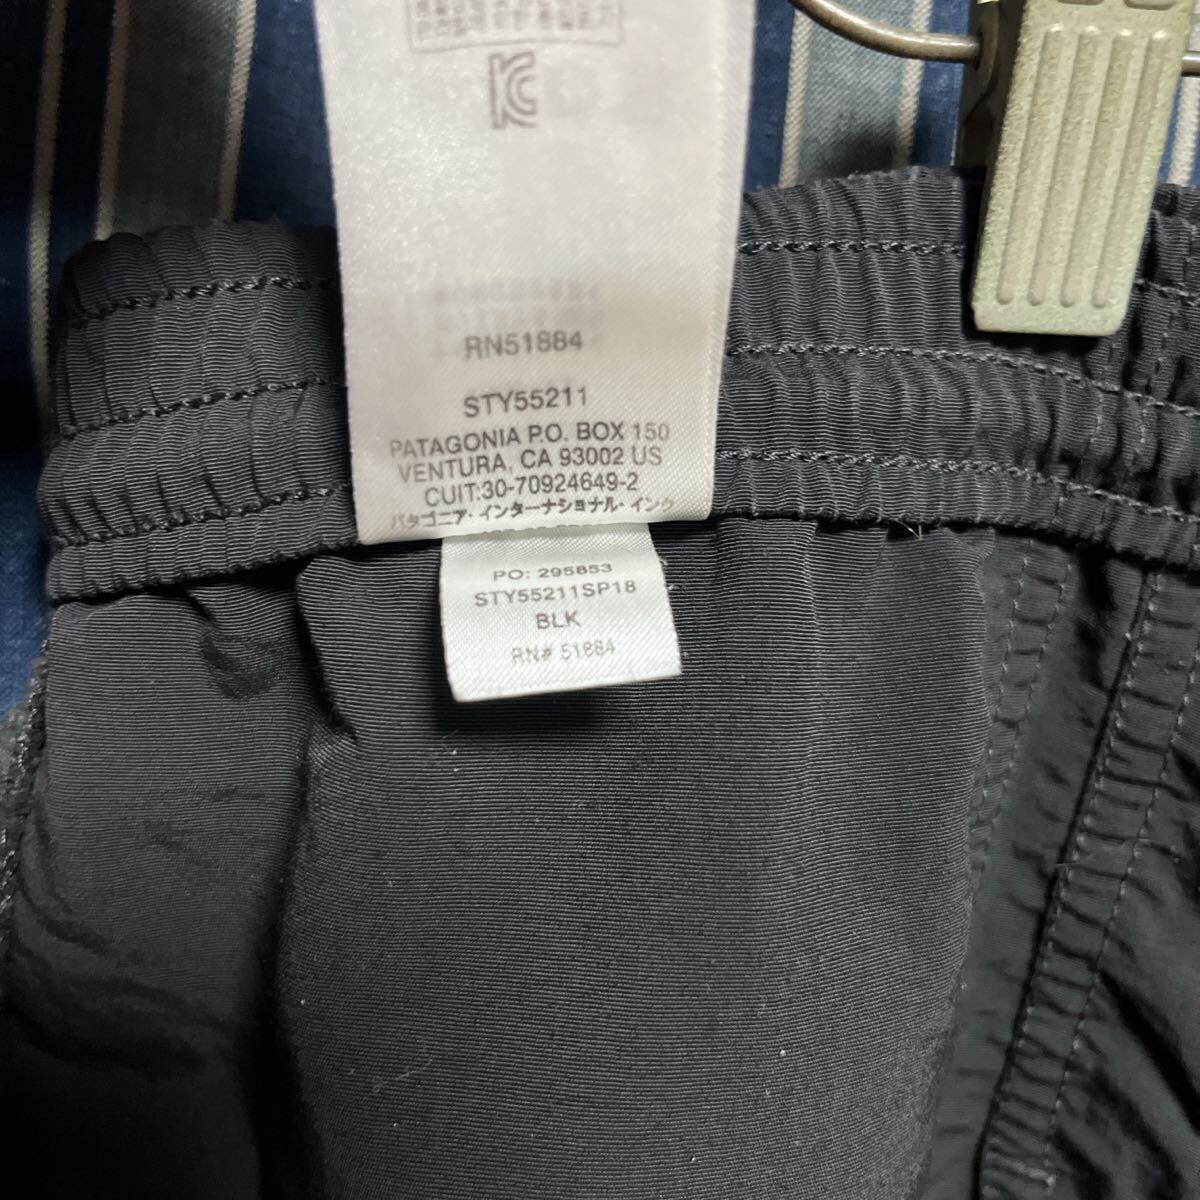 RN51884
STY55211
PATAGONIA P.O. BOX 150
VENTURA, CA 93002 US
CUIT:30-70924649-2
パタゴニア・インターナショナル・インク
PO: 295853
STY55211SP18
BLK
RN# 51884